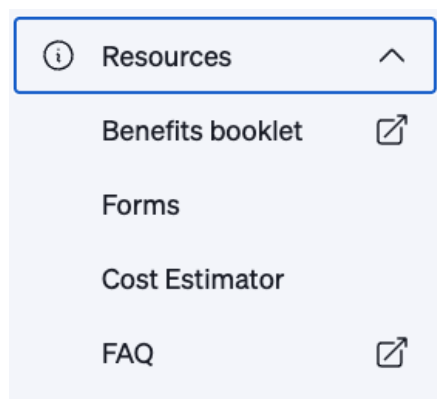 Resources
Benefits booklet
Forms
Cost Estimator
FAQ